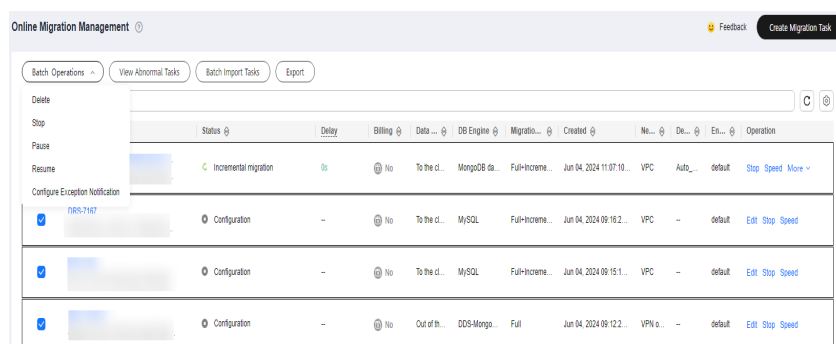 Online Migration Management
Feedback
Create Migration Task
Batch Operations
View Abnormal Tasks
Batch Import Tasks
Export
Delete
Stop
Pause
Resume
Configure Exception Notification
Status Delay Billing Data ... DB Engine Migratio... Created Ne... De... En... Operation
Incremental migration 0s No To the cl... MongoDB da... Full+Increme... Jun 04, 2024 11:07:10... VPC Auto_... default Stop Speed More
DRS-7167
Configuration -- No To the cl... MySQL Full+Increme... Jun 04, 2024 09:16:2... VPC -- default Edit Stop Speed
Configuration -- No To the cl... MySQL Full+Increme... Jun 04, 2024 09:15:1... VPC -- default Edit Stop Speed
Configuration -- No Out of th... DDS-Mongo... Full Jun 04, 2024 09:12:2... VPN o... -- default Edit Stop Speed